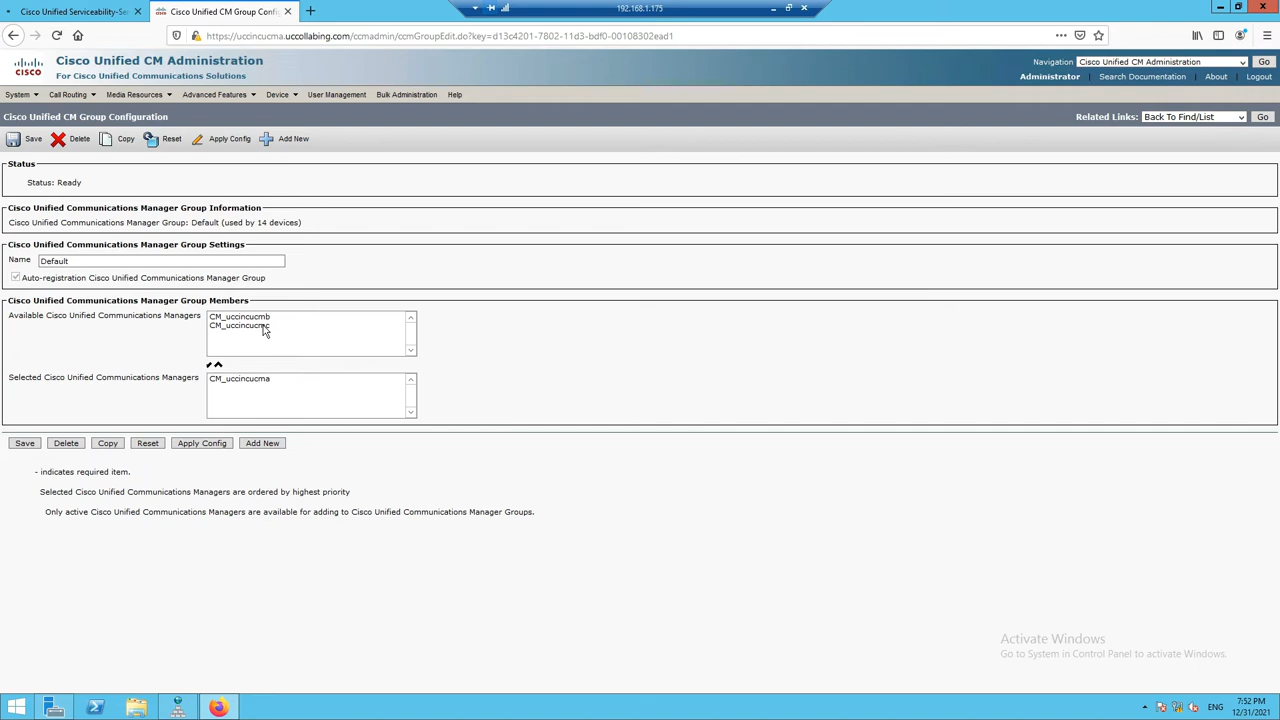 Cisco Unified Serviceability-Se
Cisco Unified CM Group Config
192.168.1.175
https://uccincucma.uccollabing.com/ccmadmin/ccmGroupEdit.do?key=d13c4201-7802-11d3-bdf0-00108302ead1
CISCO
Cisco Unified CM Administration
For Cisco Unified Communications Solutions
Navigation Cisco Unified CM Administration Go
Administrator Search Documentation About Logout
System Call Routing Media Resources Advanced Features Device User Management Bulk Administration Help
Cisco Unified CM Group Configuration
Related Links: Back To Find/List Go
Save Delete Copy Reset Apply Config Add New
Status
Status: Ready
Cisco Unified Communications Manager Group Information
Cisco Unified Communications Manager Group: Default (used by 14 devices)
Cisco Unified Communications Manager Group Settings
Name Default
Auto-registration Cisco Unified Communications Manager Group
Cisco Unified Communications Manager Group Members
Available Cisco Unified Communications Managers
CM_uccincucmb
CM_uccincucmc
Selected Cisco Unified Communications Managers
CM_uccincucma
Save Delete Copy Reset Apply Config Add New
- indicates required item.
Selected Cisco Unified Communications Managers are ordered by highest priority
Only active Cisco Unified Communications Managers are available for adding to Cisco Unified Communications Manager Groups.
Activate Windows
Go to System in Control Panel to activate Windows.
ENG
7:52 PM
12/31/2021